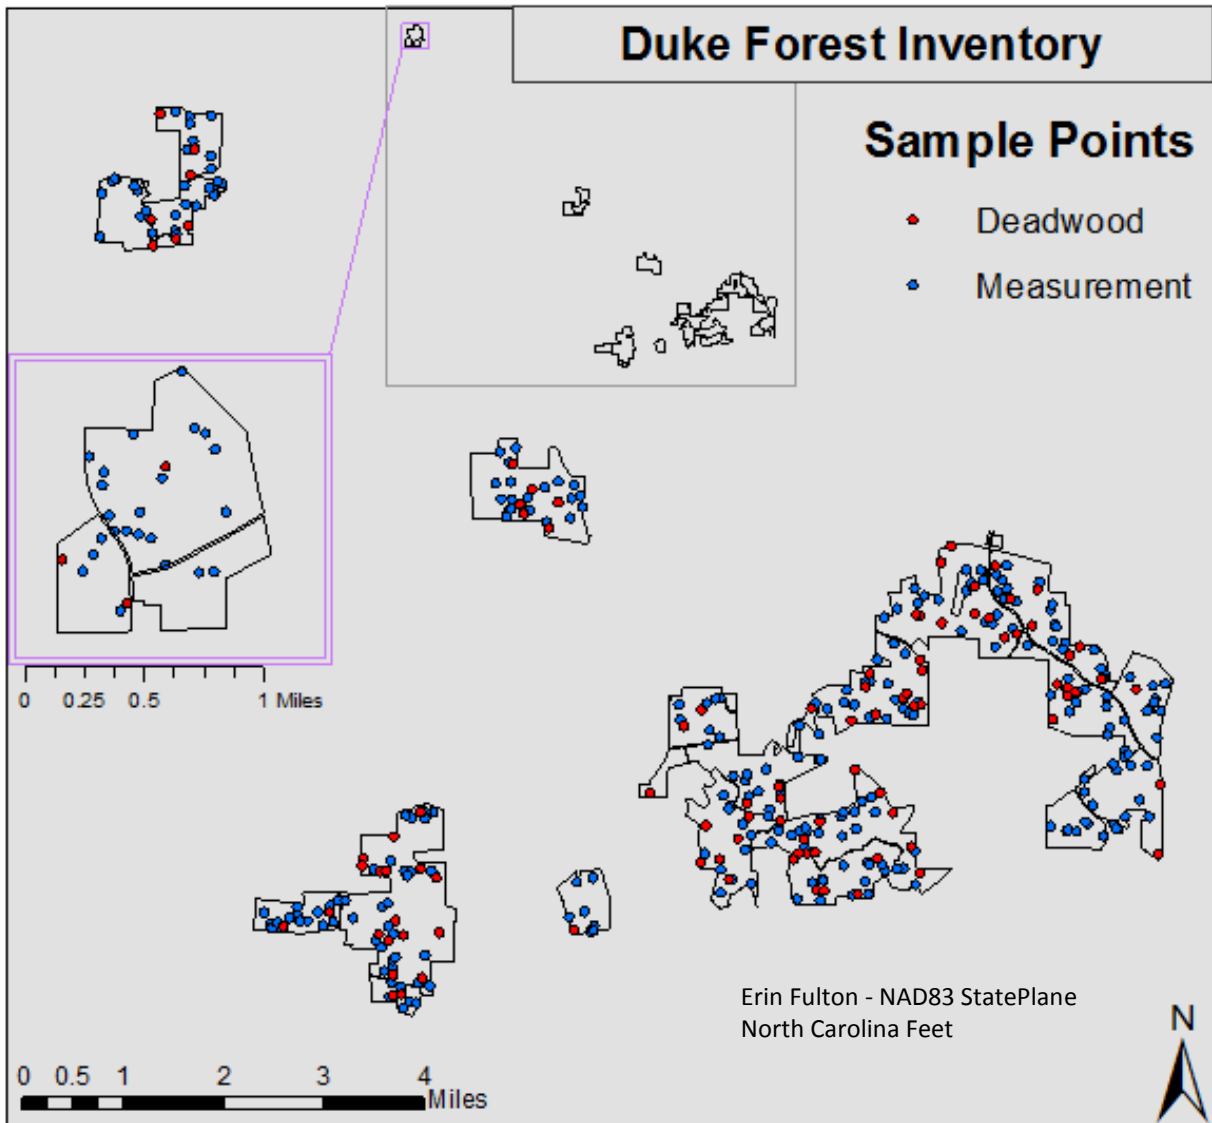 Duke Forest Inventory
Sample Points
Deadwood
Measurement
0 0.25 0.5 1 Miles
Erin Fulton - NAD83 StatePlane
North Carolina Feet
N
0 0.5 1 2 3 4
Miles